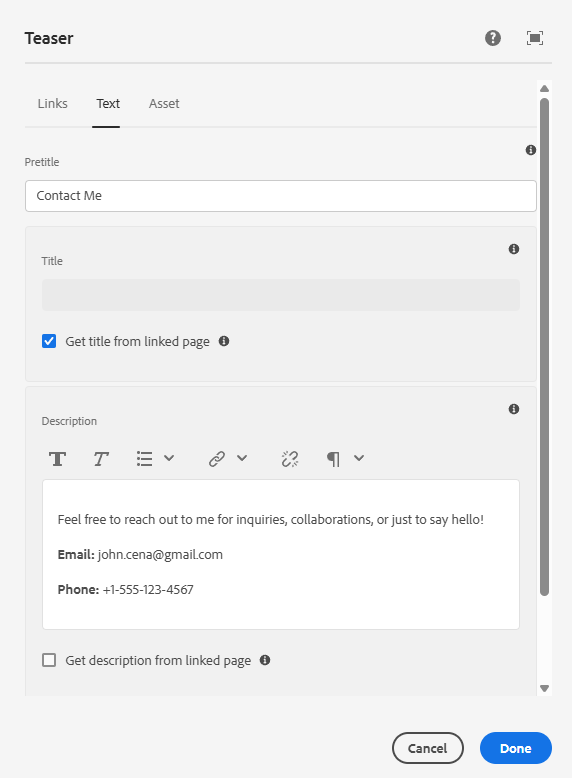 Teaser
Links Text Asset
Pretitle
Contact Me
Title
Get title from linked page
Description
Feel free to reach out to me for inquiries, collaborations, or just to say hello!
Email: john.cena@gmail.com
Phone: +1-555-123-4567
Get description from linked page
Cancel Done